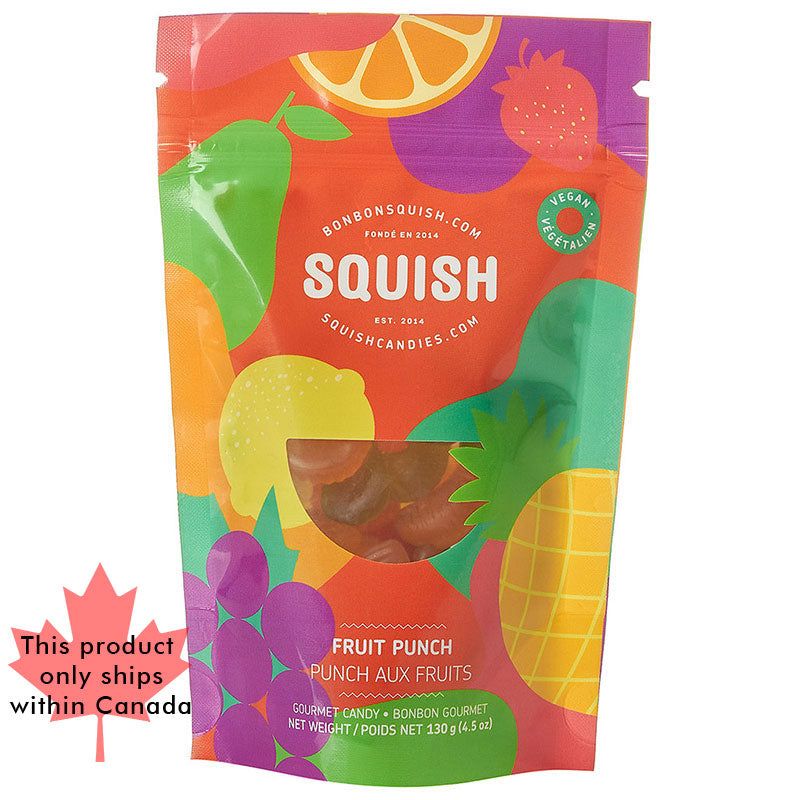 BONBONSQUISH.COM
FONDÉ EN 2014
SQUISH
EST. 2014
SQUISHCANDIES.COM
VEGAN •
VÉGÉTALIEN •
FRUIT PUNCH
PUNCH AUX FRUITS
GOURMET CANDY • BONBON GOURMET
NET WEIGHT / POIDS NET 130 g (4.5 oz)
This product
only ships
within Canada